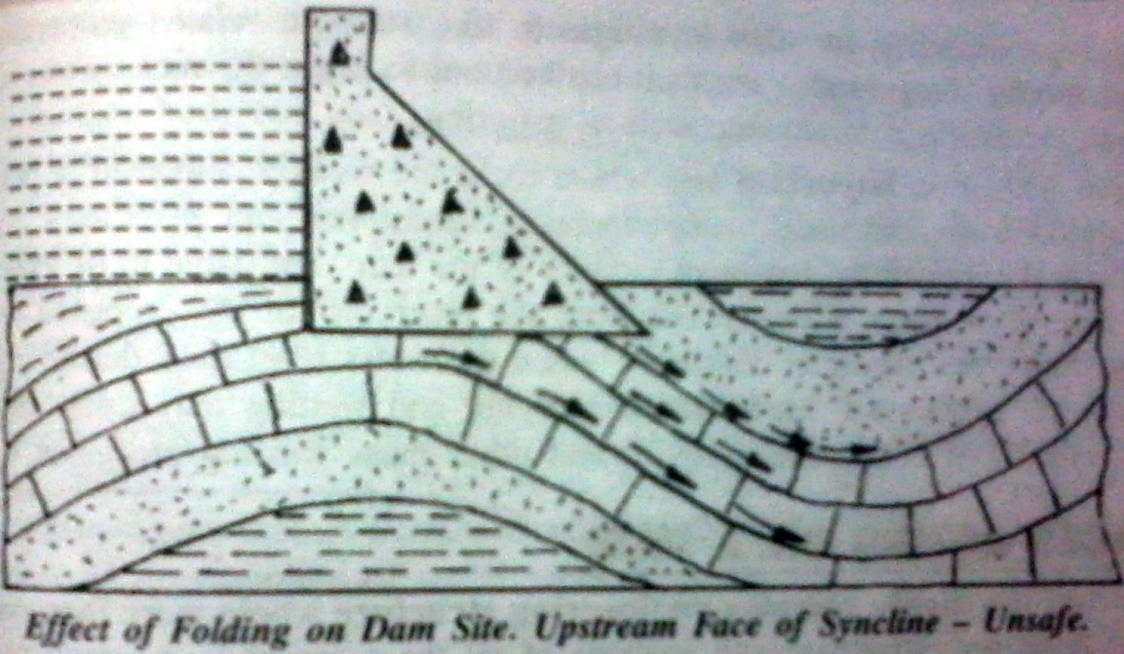 Effect of Folding on Dam Site. Upstream Face of Syncline – Unsafe.